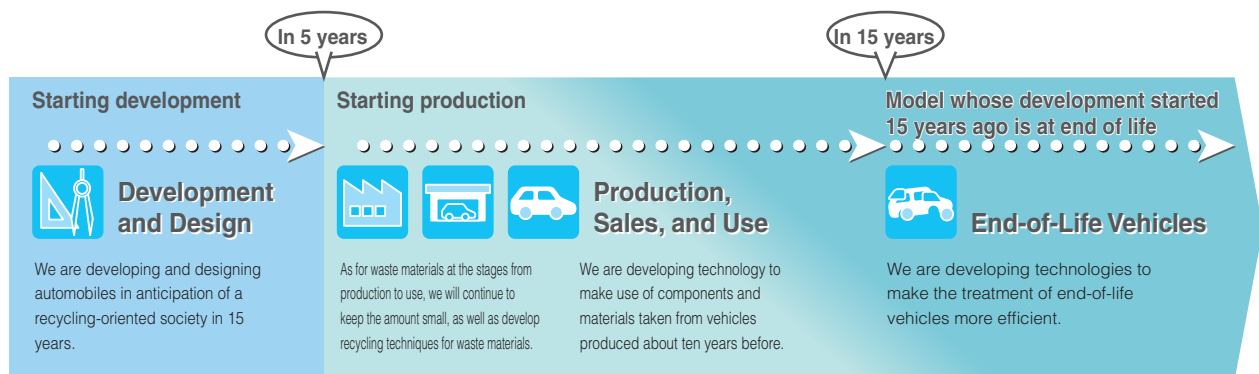 In 5 years
In 15 years
Starting development
Starting production
Model whose development started
15 years ago is at end of life
Development
and Design
Production,
Sales, and Use
End-of-Life Vehicles
We are developing and designing
automobiles in anticipation of a
recycling-oriented society in 15
years.
As for waste materials at the stages from
production to use, we will continue to
keep the amount small, as well as develop
recycling techniques for waste materials.
We are developing technology to
make use of components and
materials taken from vehicles
produced about ten years before.
We are developing technologies to
make the treatment of end-of-life
vehicles more efficient.